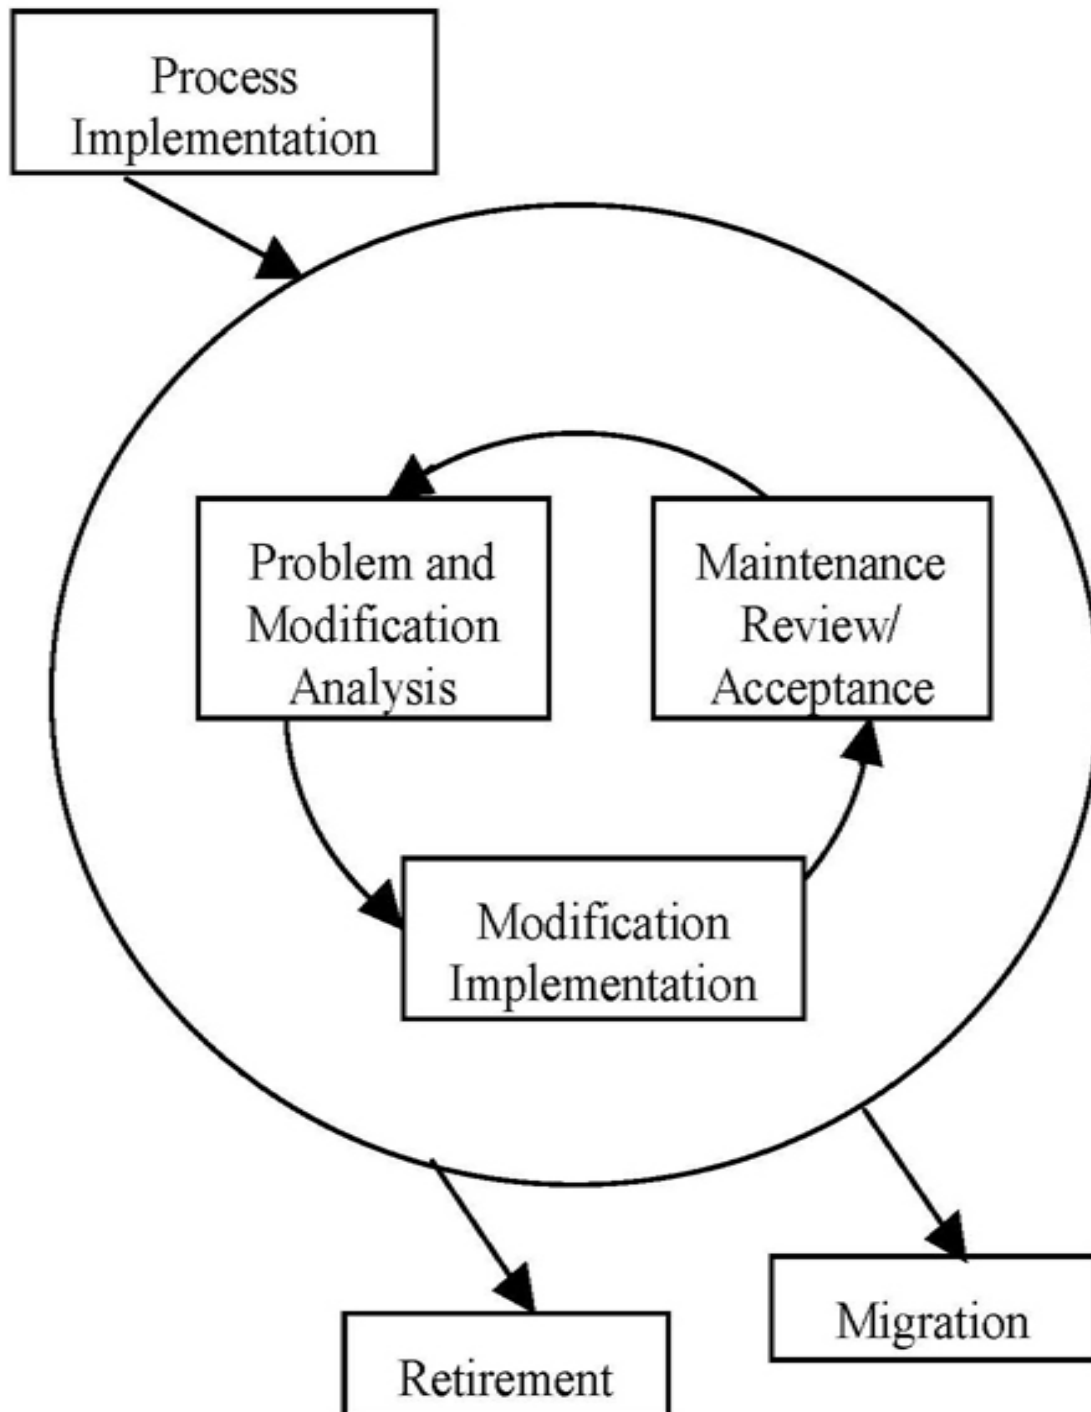 Process
Implementation
Problem and
Modification
Analysis
Maintenance
Review/
Acceptance
Modification
Implementation
Migration
Retirement